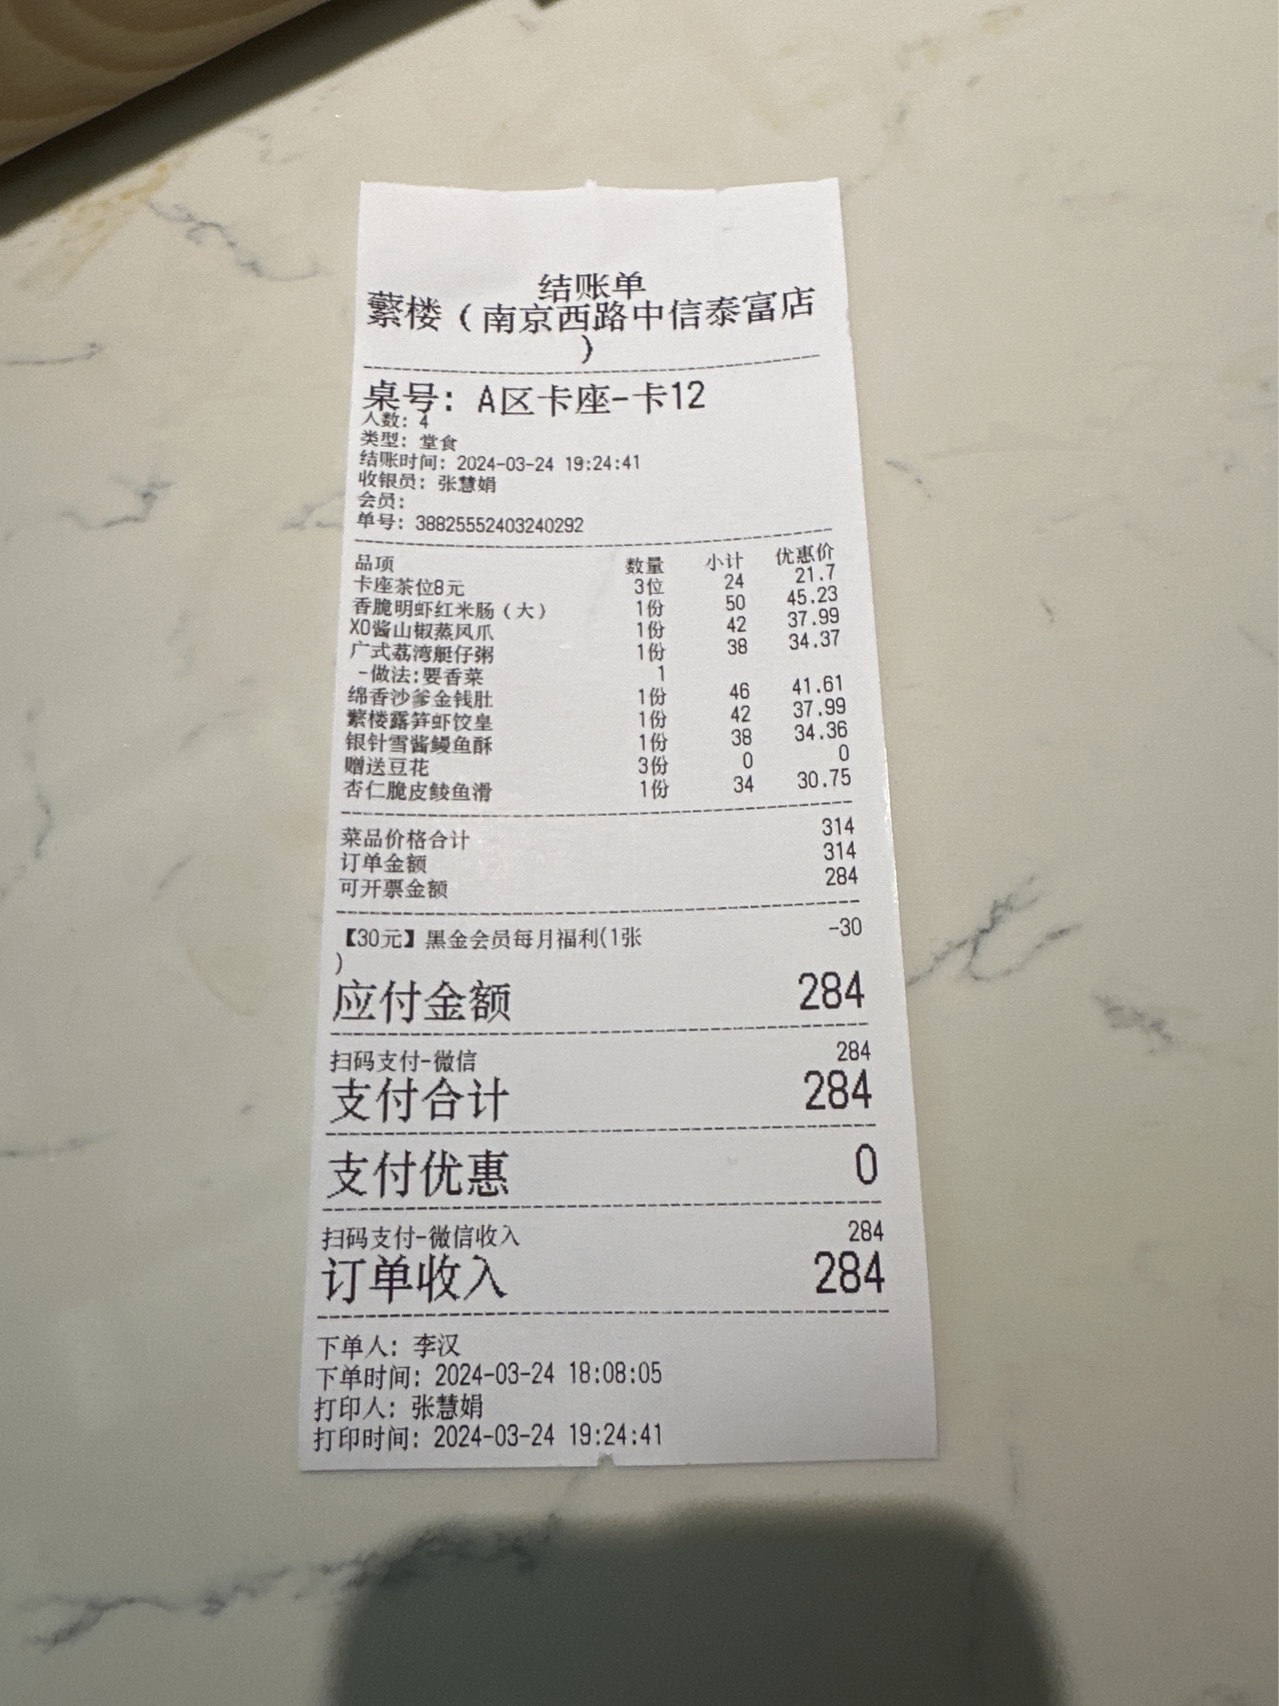 结账单
蘩楼（南京西路中信泰富店
）
桌号: A区卡座-卡12
人数: 4
类型: 堂食
结账时间: 2024-03-24 19:24:41
收银员: 张慧娟
会员:
单号: 38825552403240292
品项 数量 小计 优惠价
卡座茶位8元 3位 24 21.7
香脆明虾红米肠（大） 1份 50 45.23
XO酱山椒蒸凤爪 1份 42 37.99
广式荔湾艇仔粥 1份 38 34.37
-做法:要香菜 1
绵香沙爹金钱肚 1份 46 41.61
蘩楼露笋虾饺皇 1份 42 37.99
银针雪酱鳗鱼酥 1份 38 34.36
赠送豆花 3份 0 0
杏仁脆皮鲮鱼滑 1份 34 30.75
菜品价格合计 314
订单金额 314
可开票金额 284
【30元】黑金会员每月福利(1张 -30
)
应付金额 284
扫码支付-微信 284
支付合计 284
支付优惠 0
扫码支付-微信收入 284
订单收入 284
下单人: 李汉
下单时间: 2024-03-24 18:08:05
打印人: 张慧娟
打印时间: 2024-03-24 19:24:41